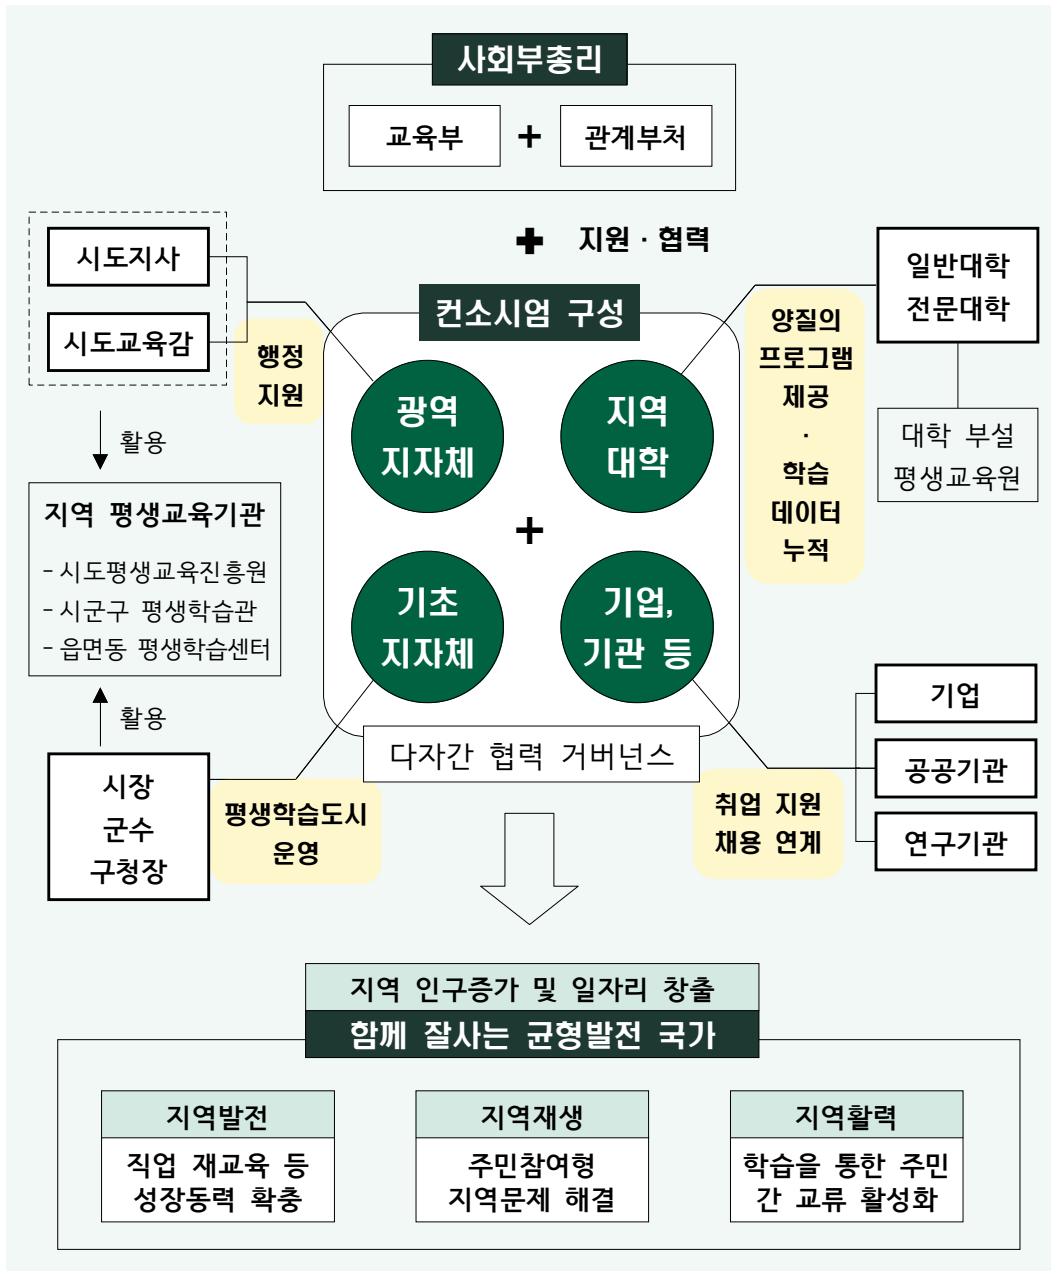 사회부총리
교육부
+
관계부처
+ 지원 · 협력
시도지사
시도교육감
행정
지원
활용
지역 평생교육기관
- 시도평생교육진흥원
- 시군구 평생학습관
- 읍면동 평생학습센터
활용
시장
군수
구청장
평생학습도시
운영
컨소시엄 구성
광역
지자체
지역
대학
+
기초
지자체
기업,
기관 등
다자간 협력 거버넌스
양질의
프로그램
제공
·
학습
데이터
누적
일반대학
전문대학
대학 부설
평생교육원
취업 지원
채용 연계
기업
공공기관
연구기관
지역 인구증가 및 일자리 창출
함께 잘사는 균형발전 국가
지역발전
직업 재교육 등
성장동력 확충
지역재생
주민참여형
지역문제 해결
지역활력
학습을 통한 주민
간 교류 활성화